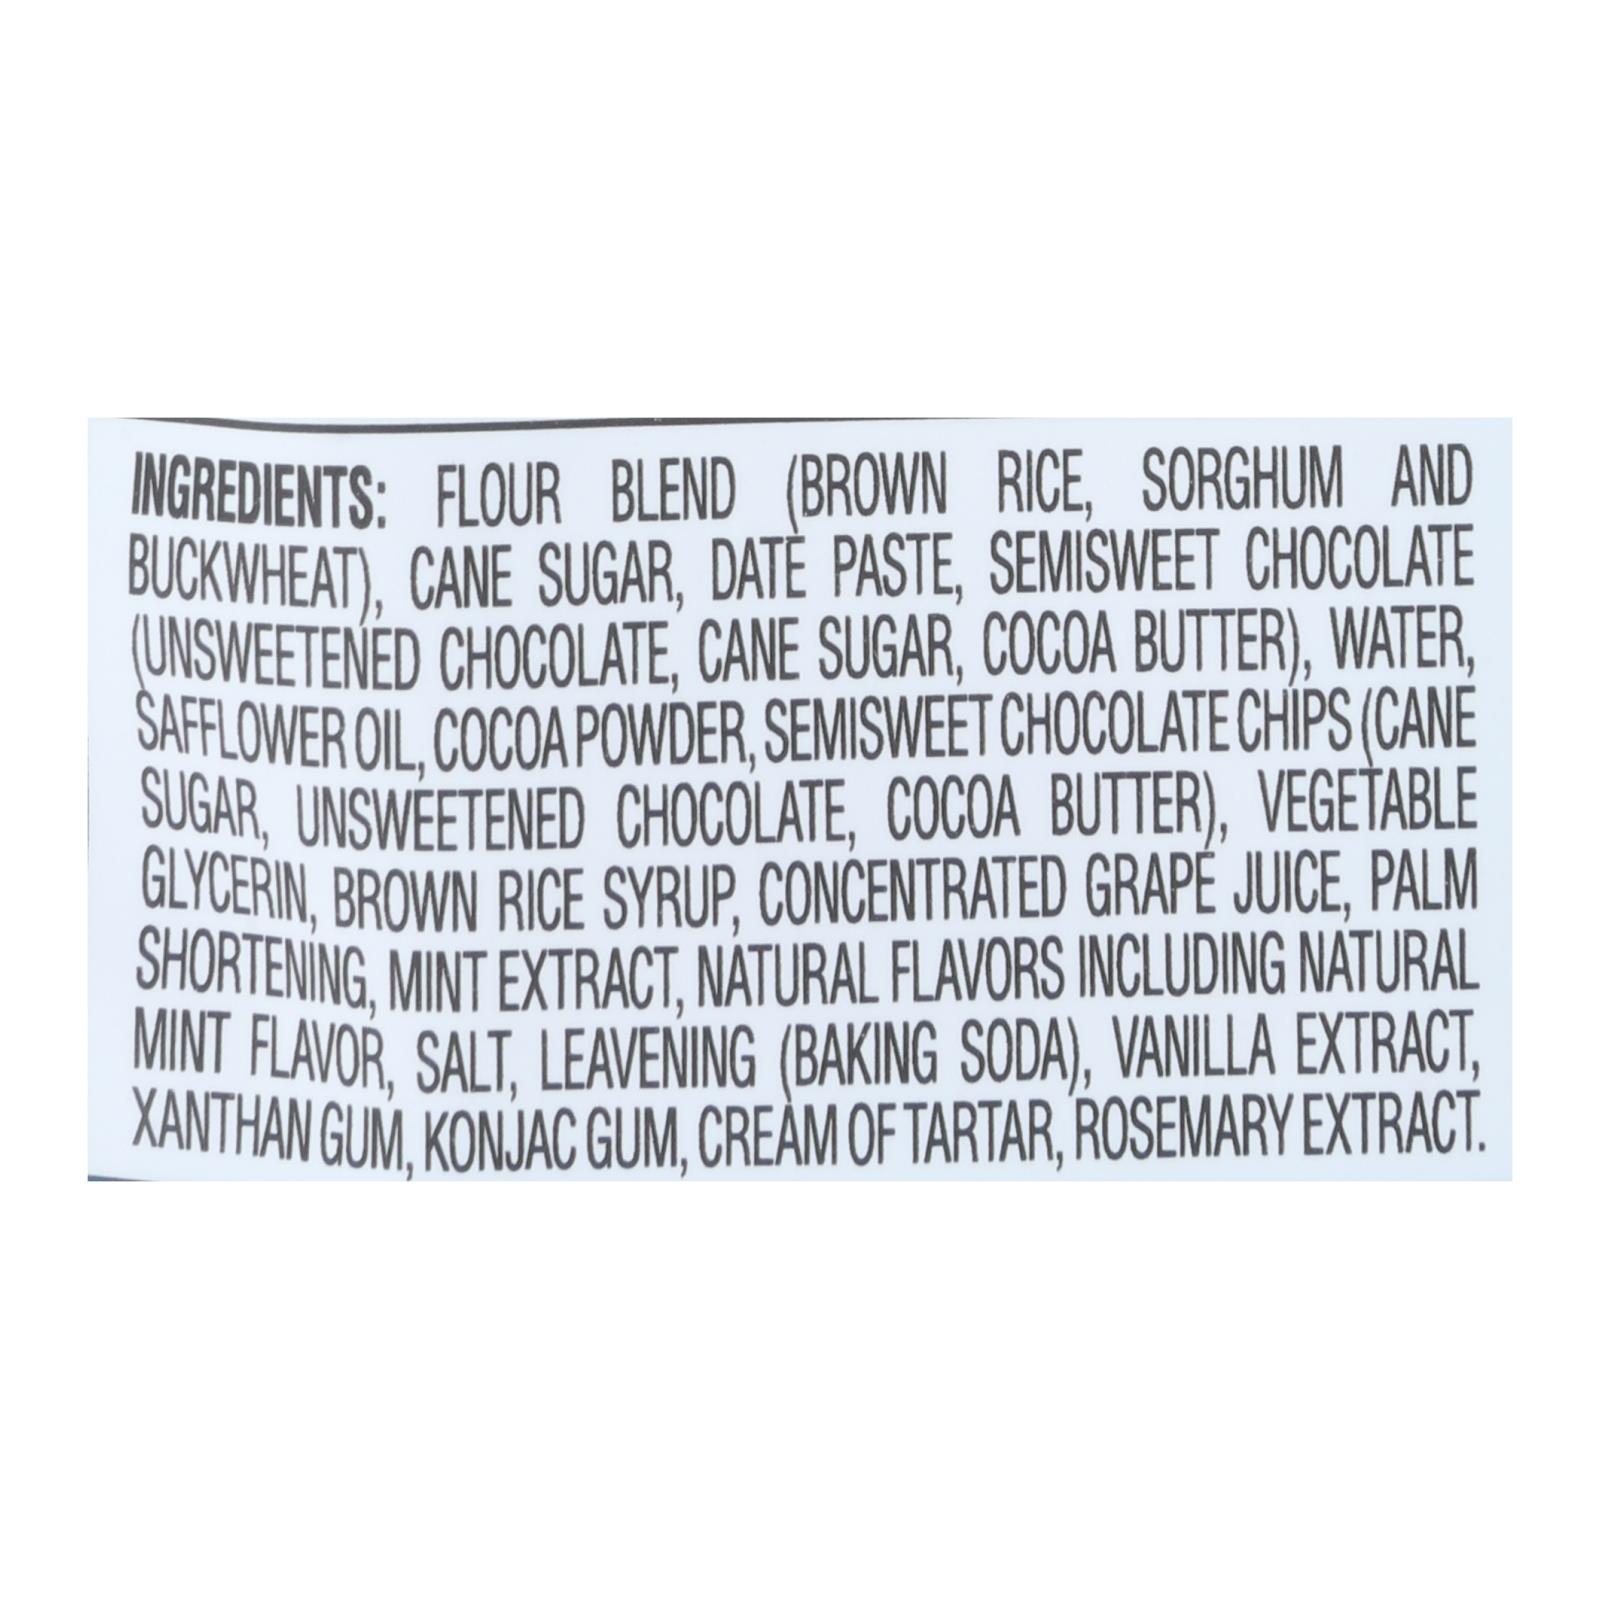 INGREDIENTS: FLOUR BLEND (BROWN RICE, SORGHUM AND
BUCKWHEAT), CANE SUGAR, DATE PASTE, SEMISWEET CHOCOLATE
(UNSWEETENED CHOCOLATE, CANE SUGAR, COCOA BUTTER), WATER,
SAFFLOWER OIL, COCOA POWDER, SEMISWEET CHOCOLATE CHIPS (CANE
SUGAR, UNSWEETENED CHOCOLATE, COCOA BUTTER), VEGETABLE
GLYCERIN, BROWN RICE SYRUP, CONCENTRATED GRAPE JUICE, PALM
SHORTENING, MINT EXTRACT, NATURAL FLAVORS INCLUDING NATURAL
MINT FLAVOR, SALT, LEAVENING (BAKING SODA), VANILLA EXTRACT,
XANTHAN GUM, KONJAC GUM, CREAM OF TARTAR, ROSEMARY EXTRACT.